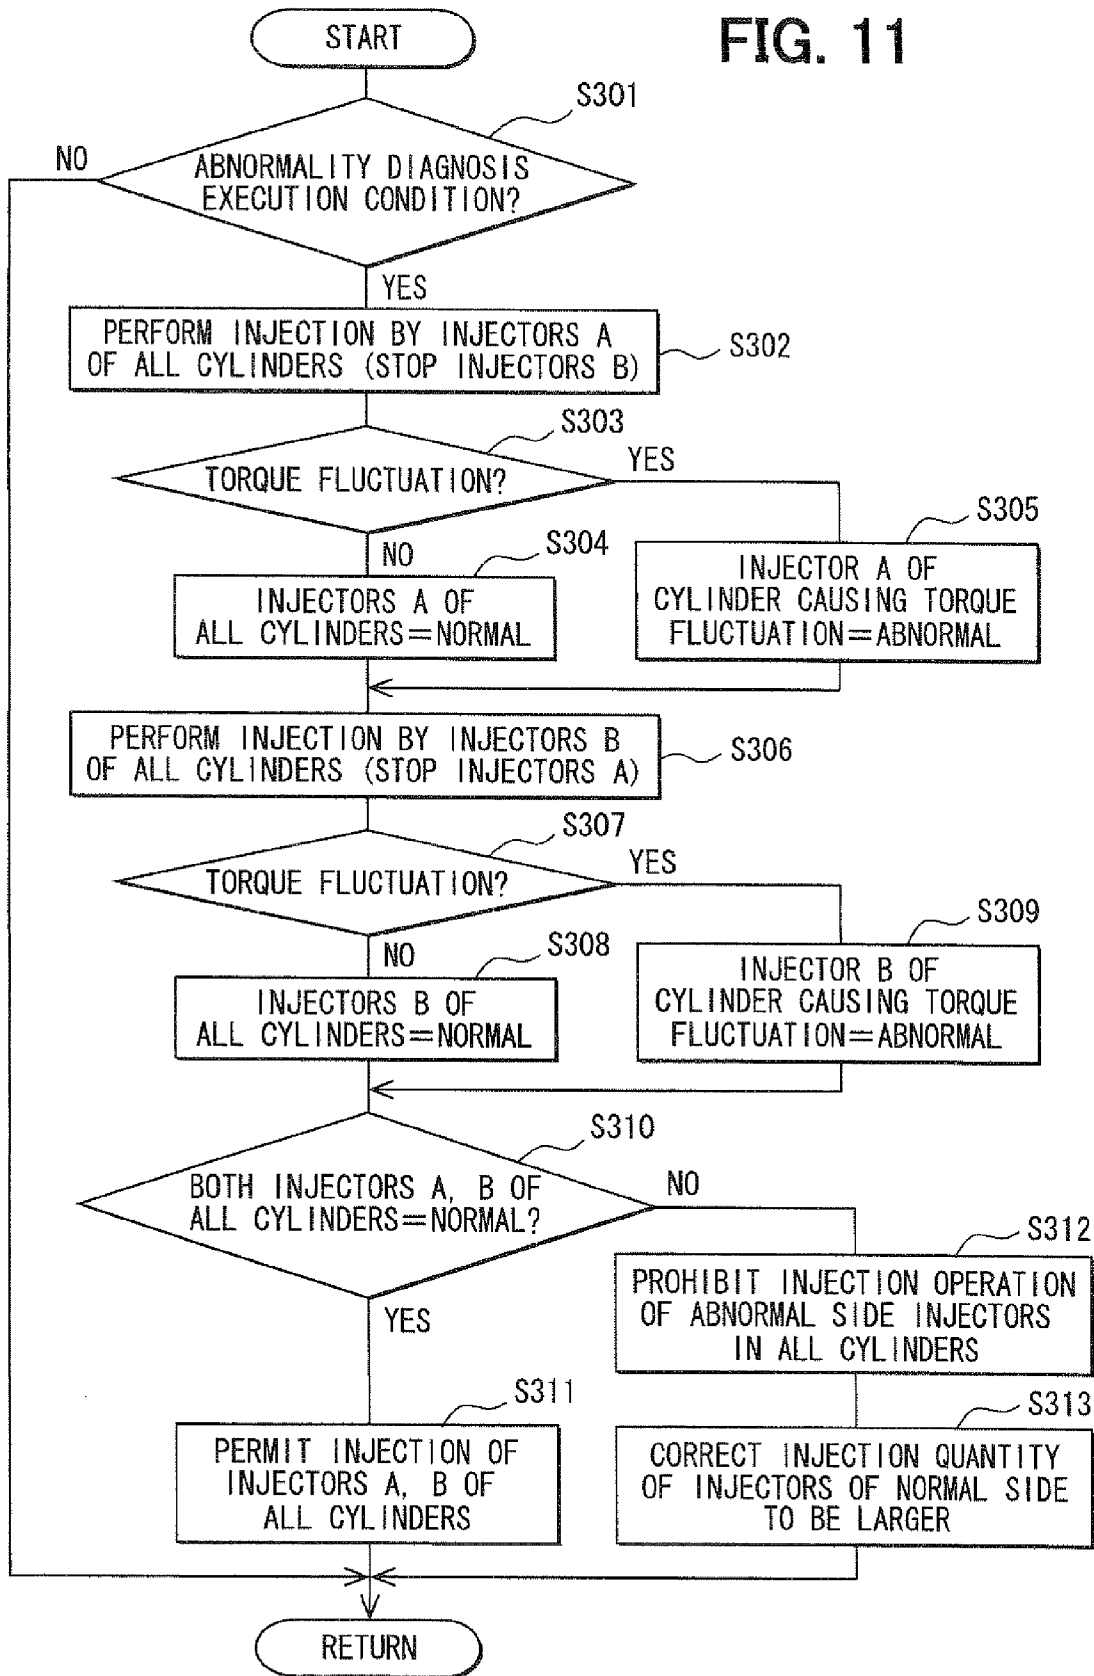 START
FIG. 11
S301
NO
ABNORMALITY DIAGNOSIS
EXECUTION CONDITION?
YES
PERFORM INJECTION BY INJECTORS A
OF ALL CYLINDERS (STOP INJECTORS B)
S302
S303
TORQUE FLUCTUATION?
YES
NO
S304
S305
INJECTORS A OF
ALL CYLINDERS=NORMAL
INJECTOR A OF
CYLINDER CAUSING TORQUE
FLUCTUATION=ABNORMAL
PERFORM INJECTION BY INJECTORS B
OF ALL CYLINDERS (STOP INJECTORS A)
S306
S307
TORQUE FLUCTUATION?
YES
NO
S308
S309
INJECTORS B OF
ALL CYLINDERS=NORMAL
INJECTOR B OF
CYLINDER CAUSING TORQUE
FLUCTUATION=ABNORMAL
S310
BOTH INJECTORS A, B OF
ALL CYLINDERS=NORMAL?
NO
YES
S312
PROHIBIT INJECTION OPERATION
OF ABNORMAL SIDE INJECTORS
IN ALL CYLINDERS
S311
PERMIT INJECTION OF
INJECTORS A, B OF
ALL CYLINDERS
S313
CORRECT INJECTION QUANTITY
OF INJECTORS OF NORMAL SIDE
TO BE LARGER
RETURN